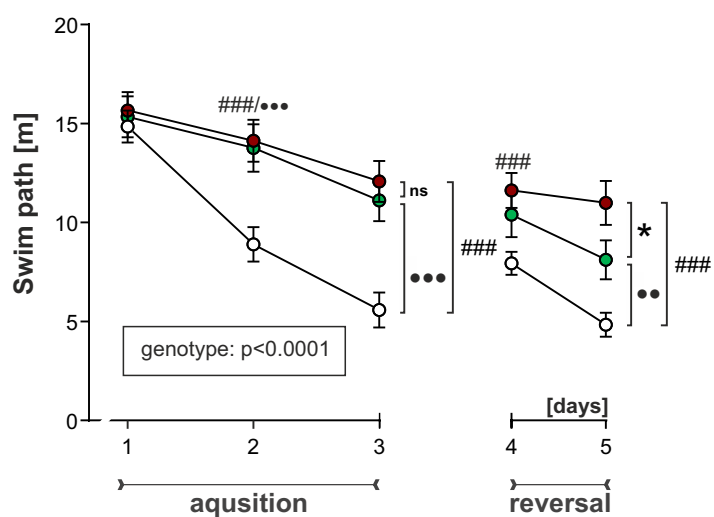 20
15
10
5
0
Swim path [m]
###/•••
ns
•••
###
###
*
••
###
genotype: p<0.0001
[days]
1 2 3 4 5
aqusition reversal